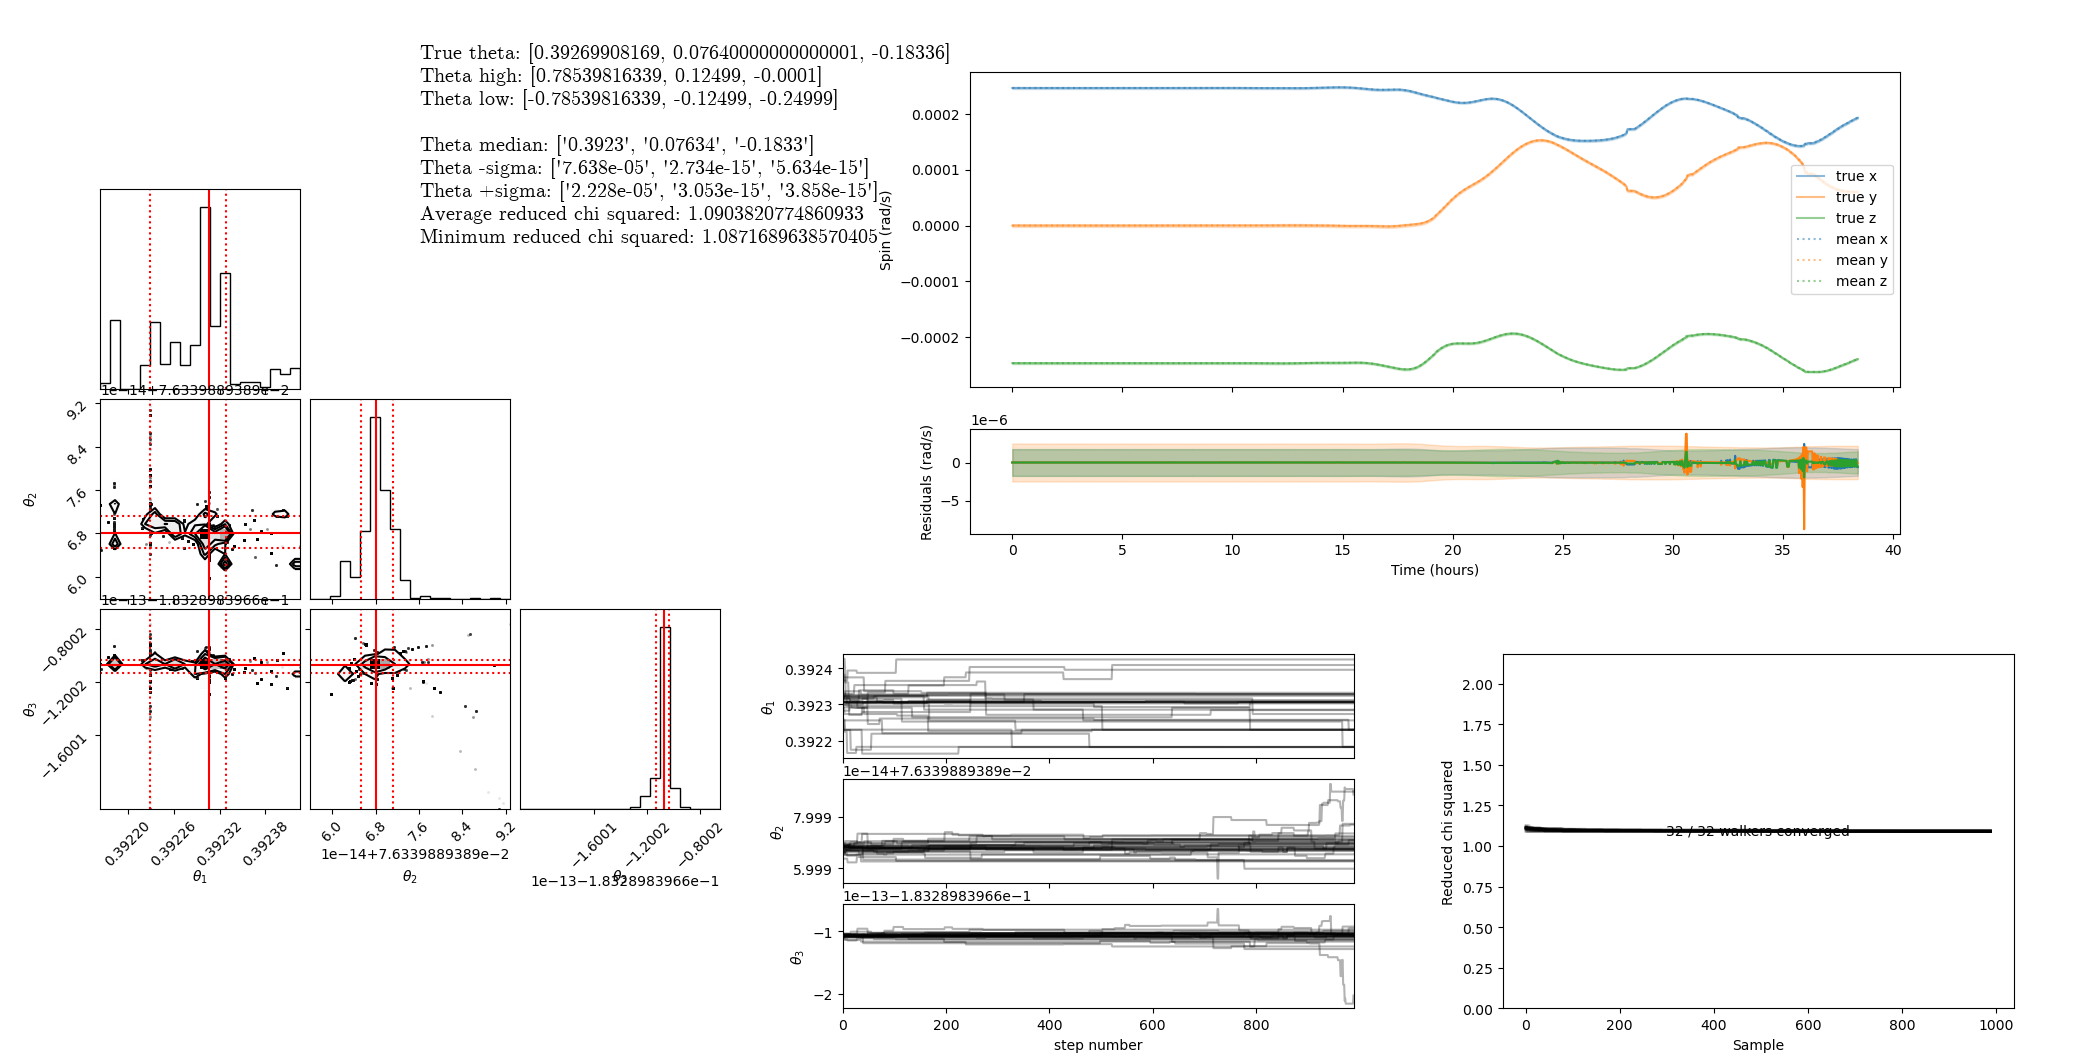 True theta: [0.39269908169, 0.07640000000000001, -0.18336]
Theta high: [0.78539816339, 0.12499, -0.0001]
Theta low: [-0.78539816339, -0.12499, -0.24999]
Theta median: ['0.3923', '0.07634', '-0.1833']
Theta -sigma: ['7.638e-05', '2.734e-15', '5.634e-15']
Theta +sigma: ['2.228e-05', '3.053e-15', '3.858e-15']
Average reduced chi squared: 1.0903820774860933
Minimum reduced chi squared: 1.0871689638570405
0.0002
0.0001
0.0000
−0.0001
−0.0002
Spin (rad/s)
true x
true y
true z
mean x
mean y
mean z
1e−6
0
−5
Residuals (rad/s)
0 5 10 15 20 25 30 35 40
Time (hours)
1e−14+7.6339889389e−2
9.2
8.4
7.6
6.8
6.0
θ2
1e−13−1.8328983966e−1
−0.8002
−1.2002
−1.6001
θ3
0.39220 0.39226 0.39232 0.39238
θ1
6.0 6.8 7.6 8.4 9.2
1e−14+7.6339889389e−2
θ2
−1.6001 −1.2002 −0.8002
θ3
1e−13−1.8328983966e−1
0.3924
0.3923
0.3922
θ1
1e−14+7.6339889389e−2
7.999
5.999
θ2
1e−13−1.8328983966e−1
−1
−2
θ3
0 200 400 600 800
step number
2.00
1.75
1.50
1.25
1.00
0.75
0.50
0.25
0.00
Reduced chi squared
32 / 32 walkers converged
0 200 400 600 800 1000
Sample